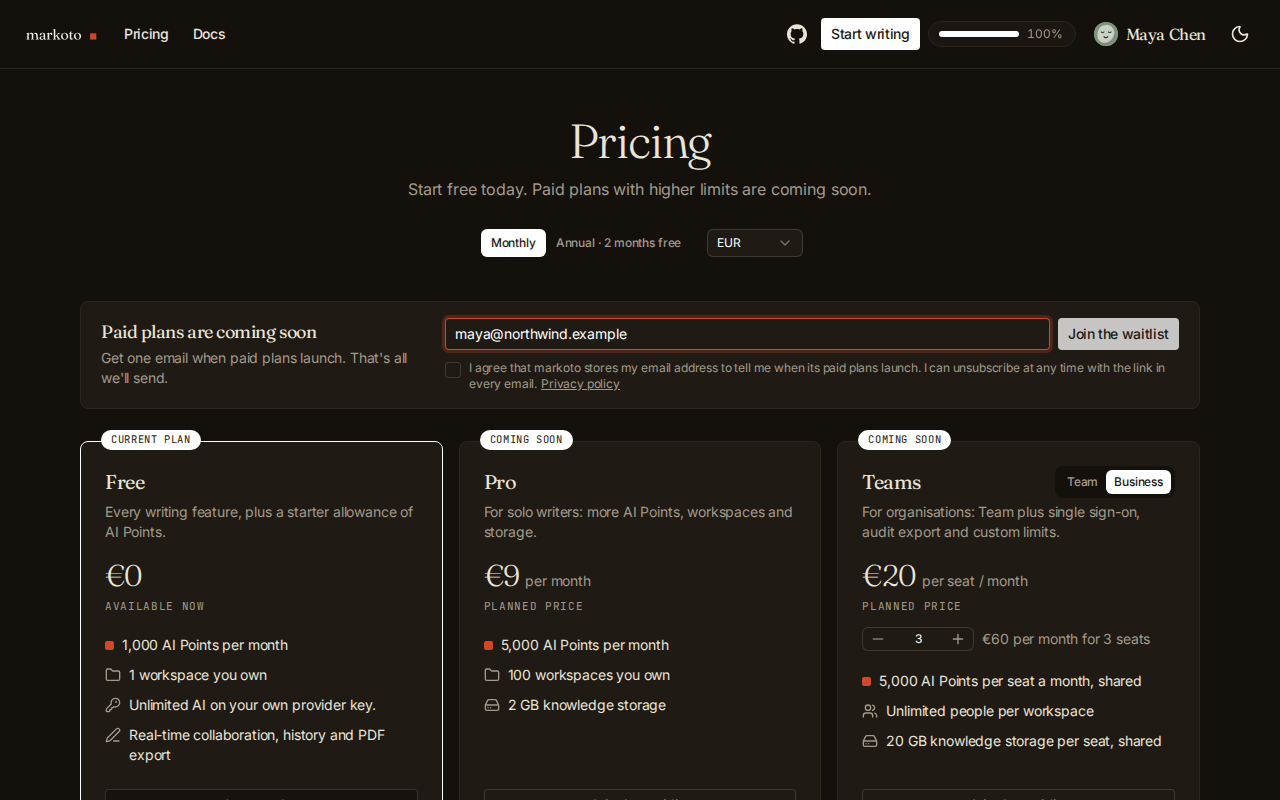 markoto
Pricing
Docs
Start writing
100%
Maya Chen
Pricing
Start free today. Paid plans with higher limits are coming soon.
Monthly
Annual · 2 months free
EUR
Paid plans are coming soon
Get one email when paid plans launch. That's all
we'll send.
maya@northwind.example
Join the waitlist
I agree that markoto stores my email address to tell me when its paid plans launch. I can unsubscribe at any time with the link in
every email. Privacy policy
CURRENT PLAN
Free
Every writing feature, plus a starter allowance of
AI Points.
€0
AVAILABLE NOW
1,000 AI Points per month
1 workspace you own
Unlimited AI on your own provider key.
Real-time collaboration, history and PDF
export
COMING SOON
Pro
For solo writers: more AI Points, workspaces and
storage.
€9 per month
PLANNED PRICE
5,000 AI Points per month
100 workspaces you own
2 GB knowledge storage
COMING SOON
Teams
Team
Business
For organisations: Team plus single sign-on,
audit export and custom limits.
€20 per seat / month
PLANNED PRICE
3
€60 per month for 3 seats
5,000 AI Points per seat a month, shared
Unlimited people per workspace
20 GB knowledge storage per seat, shared